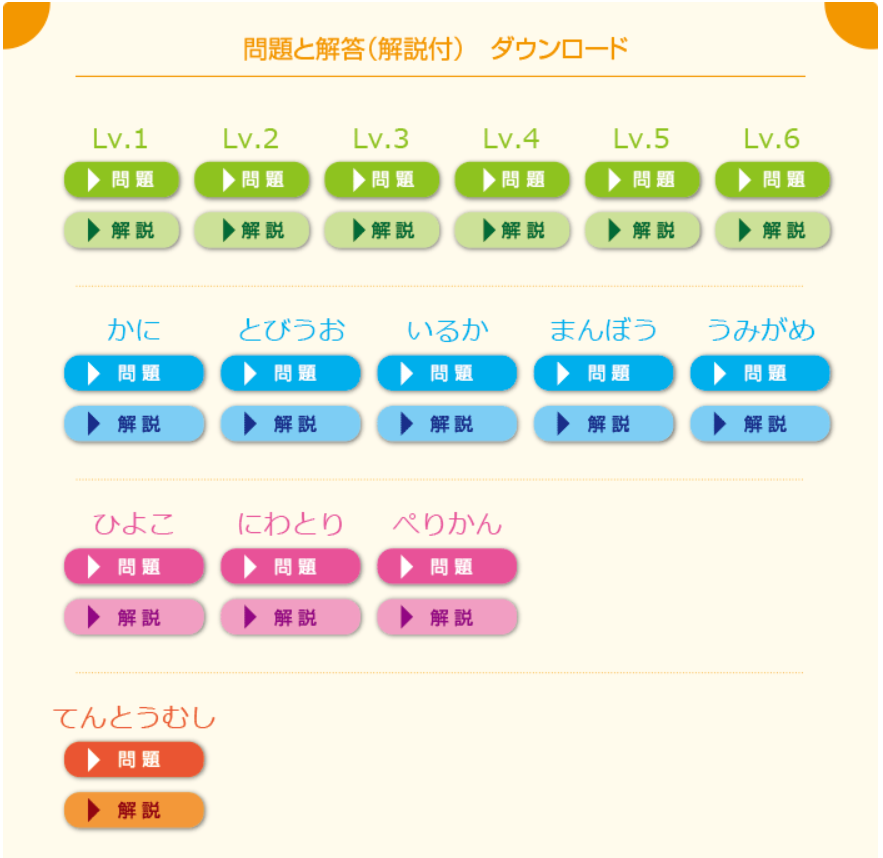 問題と解答(解説付) ダウンロード
Lv.1 Lv.2 Lv.3 Lv.4 Lv.5 Lv.6
問題 問題 問題 問題 問題 問題
解説 解説 解説 解説 解説 解説
かに とびうお いるか まんぼう うみがめ
問題 問題 問題 問題 問題
解説 解説 解説 解説 解説
ひよこ にわとり ぺりかん
問題 問題 問題
解説 解説 解説
てんとうむし
問題
解説